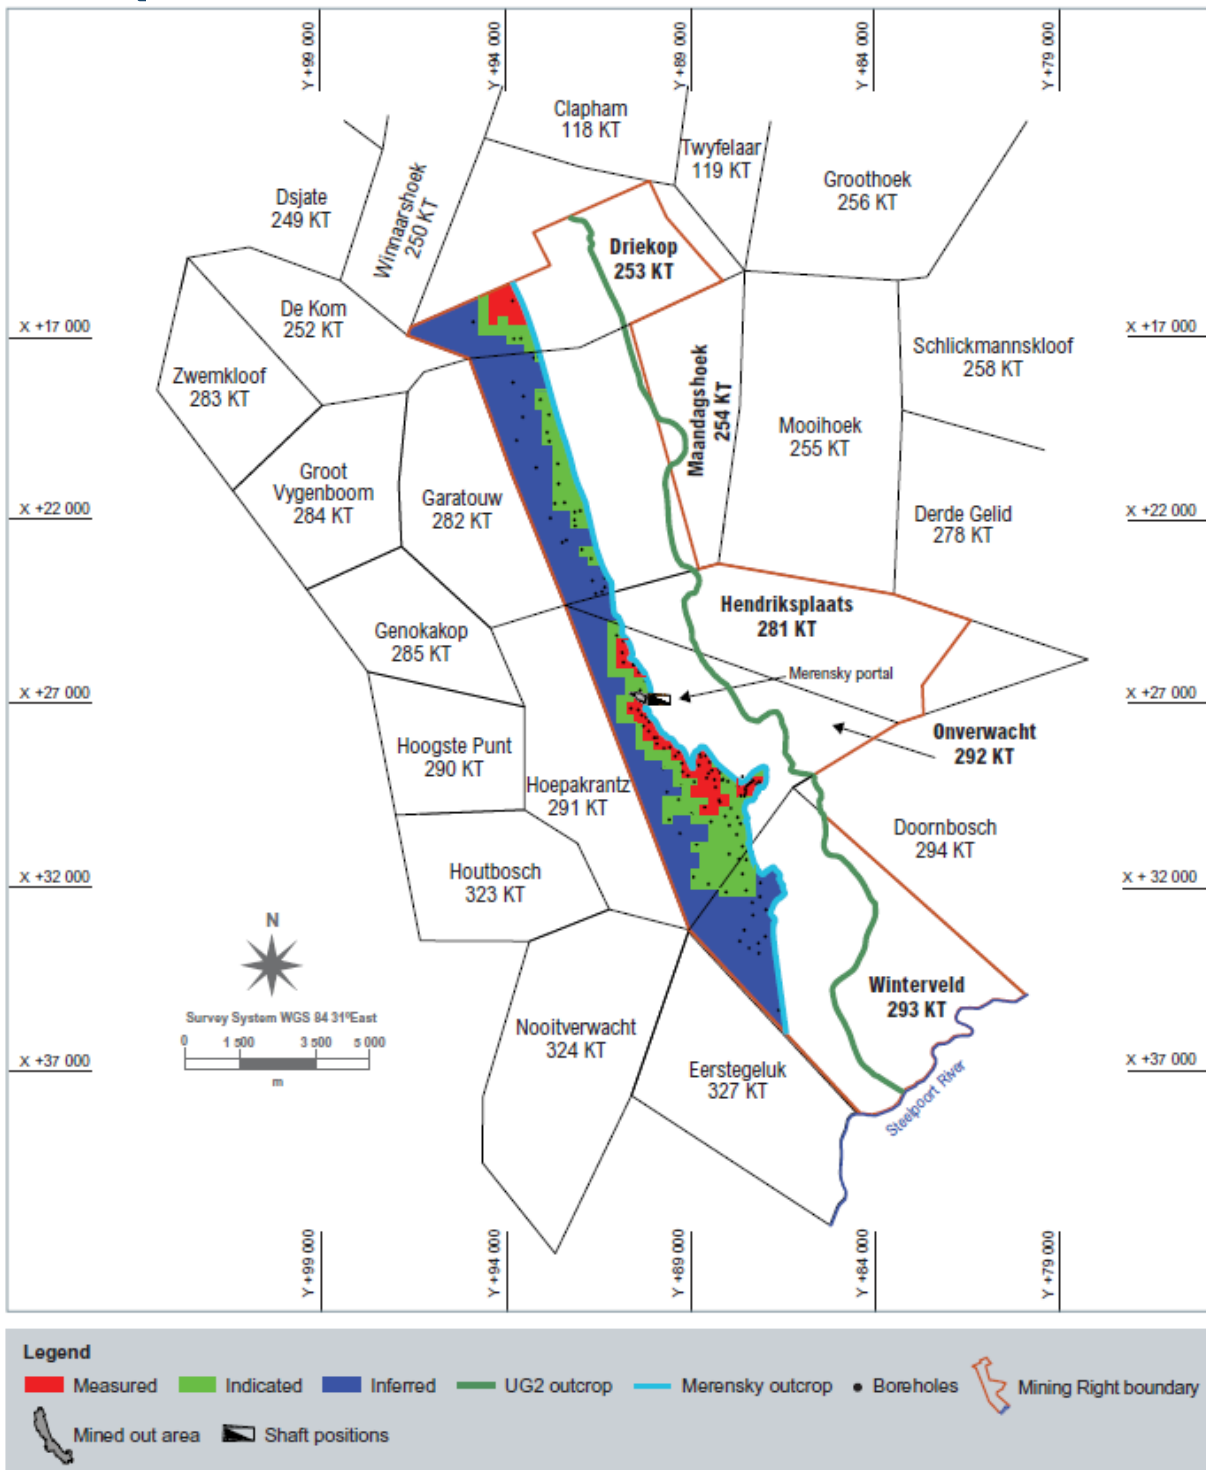 Y +99 000
Y +94 000
Y +89 000
Y +84 000
Y +79 000
Clapham
118 KT
Twyfelaar
119 KT
Groothoek
256 KT
Dsjate
249 KT
Winnaarshoek
250 KT
Driekop
253 KT
De Kom
252 KT
X +17 000
X +17 000
Schlickmannskloof
258 KT
Zwemkloof
283 KT
Maandagshoek
254 KT
Mooihoek
255 KT
Groot
Vygenboom
284 KT
Garatouw
282 KT
X +22 000
X +22 000
Derde Gelid
278 KT
Hendriksplaats
281 KT
Genokakop
285 KT
Merensky portal
X +27 000
X +27 000
Onverwacht
292 KT
Hoogste Punt
290 KT
Hoepakrantz
291 KT
Doornbosch
294 KT
Houtbosch
323 KT
X +32 000
X + 32 000
N
Winterveld
293 KT
Survey System WGS 84 31ºEast
0 1 500 3 500 5 000
m
Nooitverwacht
324 KT
Eerstegeluk
327 KT
X +37 000
X +37 000
Steelpoort River
Y +99 000
Y +94 000
Y +89 000
Y +84 000
Y +79 000
Legend
Measured Indicated Inferred UG2 outcrop Merensky outcrop Boreholes Mining Right boundary
Mined out area Shaft positions